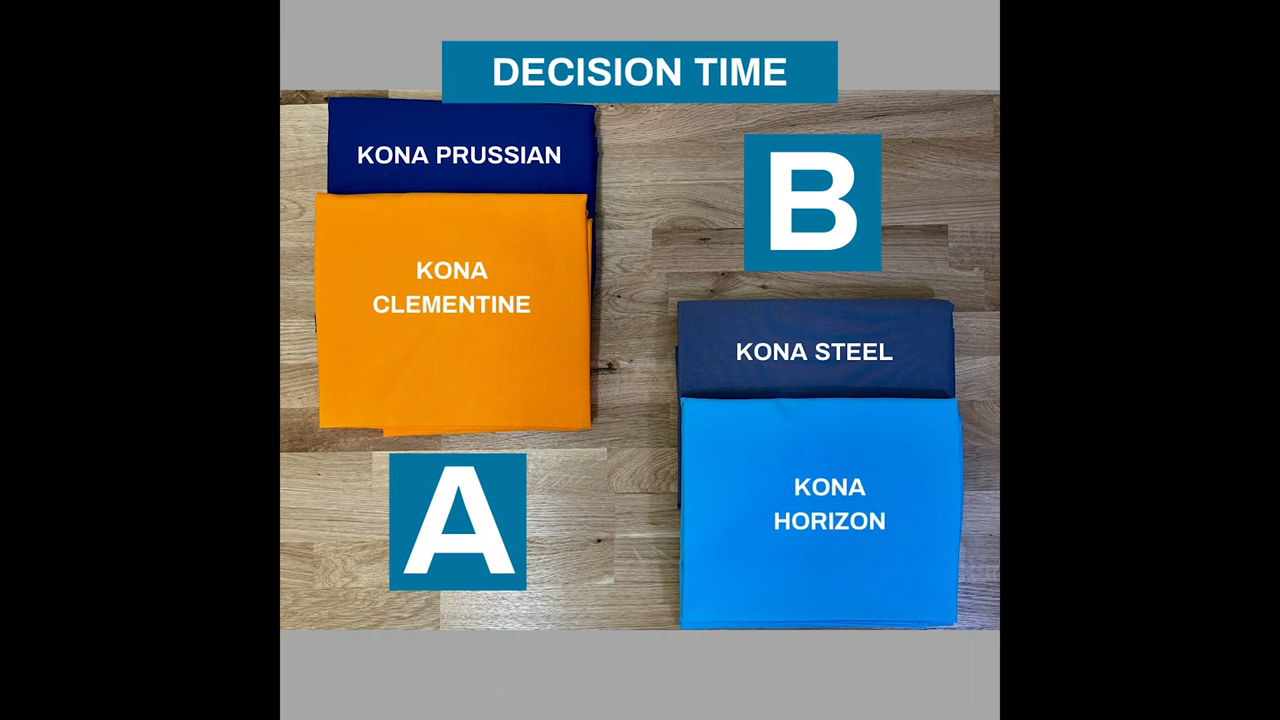 DECISION TIME
KONA PRUSSIAN
KONA
CLEMENTINE
A
B
KONA STEEL
KONA
HORIZON